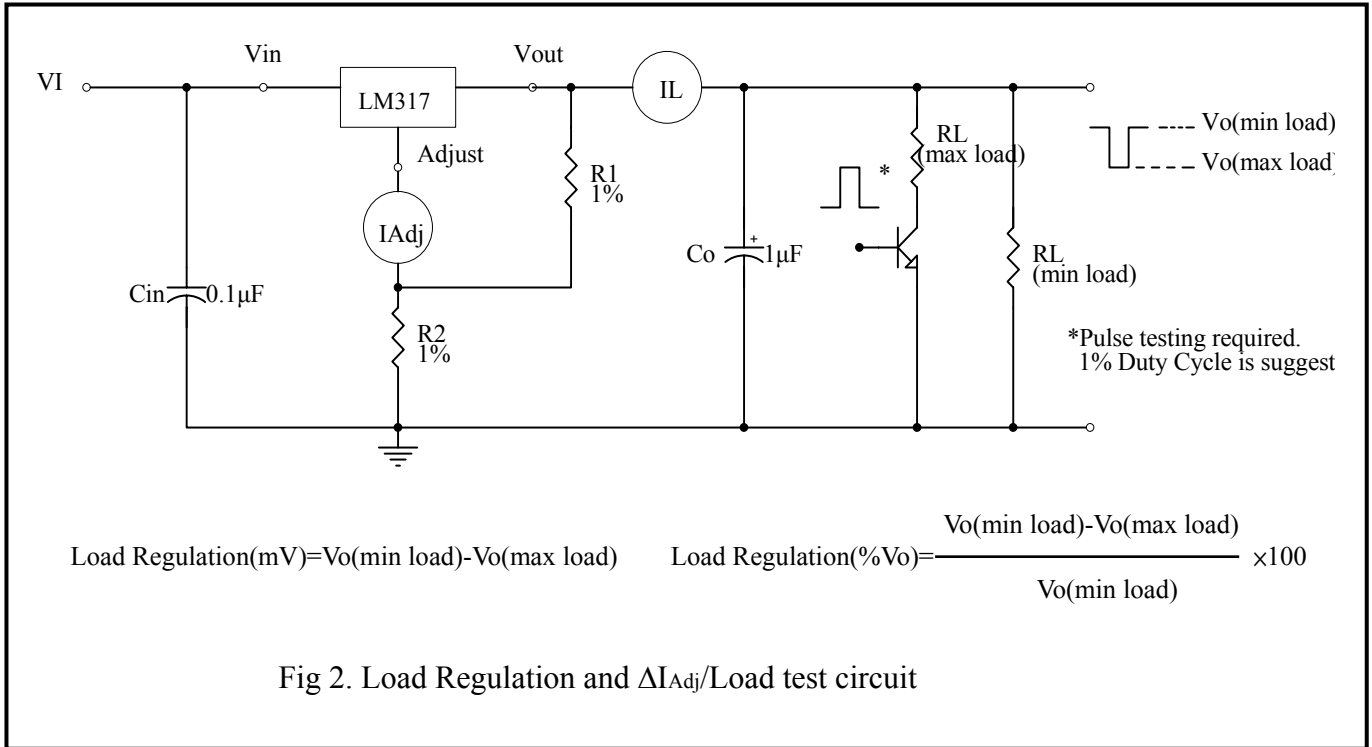 VI
Vin
LM317
Vout
IL
Adjust
IAdj
R1
1%
R2
1%
Cin
0.1μF
Co
+
1μF
*
RL
(max load)
RL
(min load)
Vo(min load)
Vo(max load)
*Pulse testing required.
1% Duty Cycle is suggest
Load Regulation(mV)=Vo(min load)-Vo(max load)
Load Regulation(%Vo)=
Vo(min load)-Vo(max load)
Vo(min load)
×100
Fig 2. Load Regulation and ΔIAdj/Load test circuit